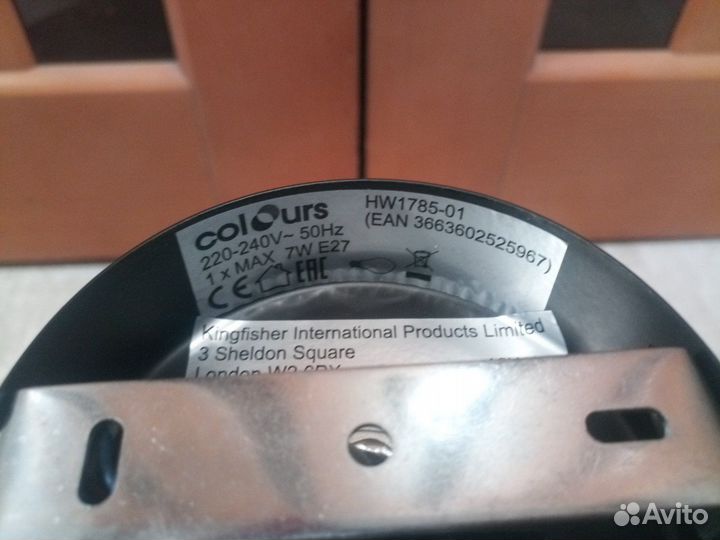 colours
220-240V~ 50Hz
1 x MAX 7W E27
CE EAC
HW1785-01
(EAN 3663602525967)
Kingfisher International Products Limited
3 Sheldon Square
London
Avito